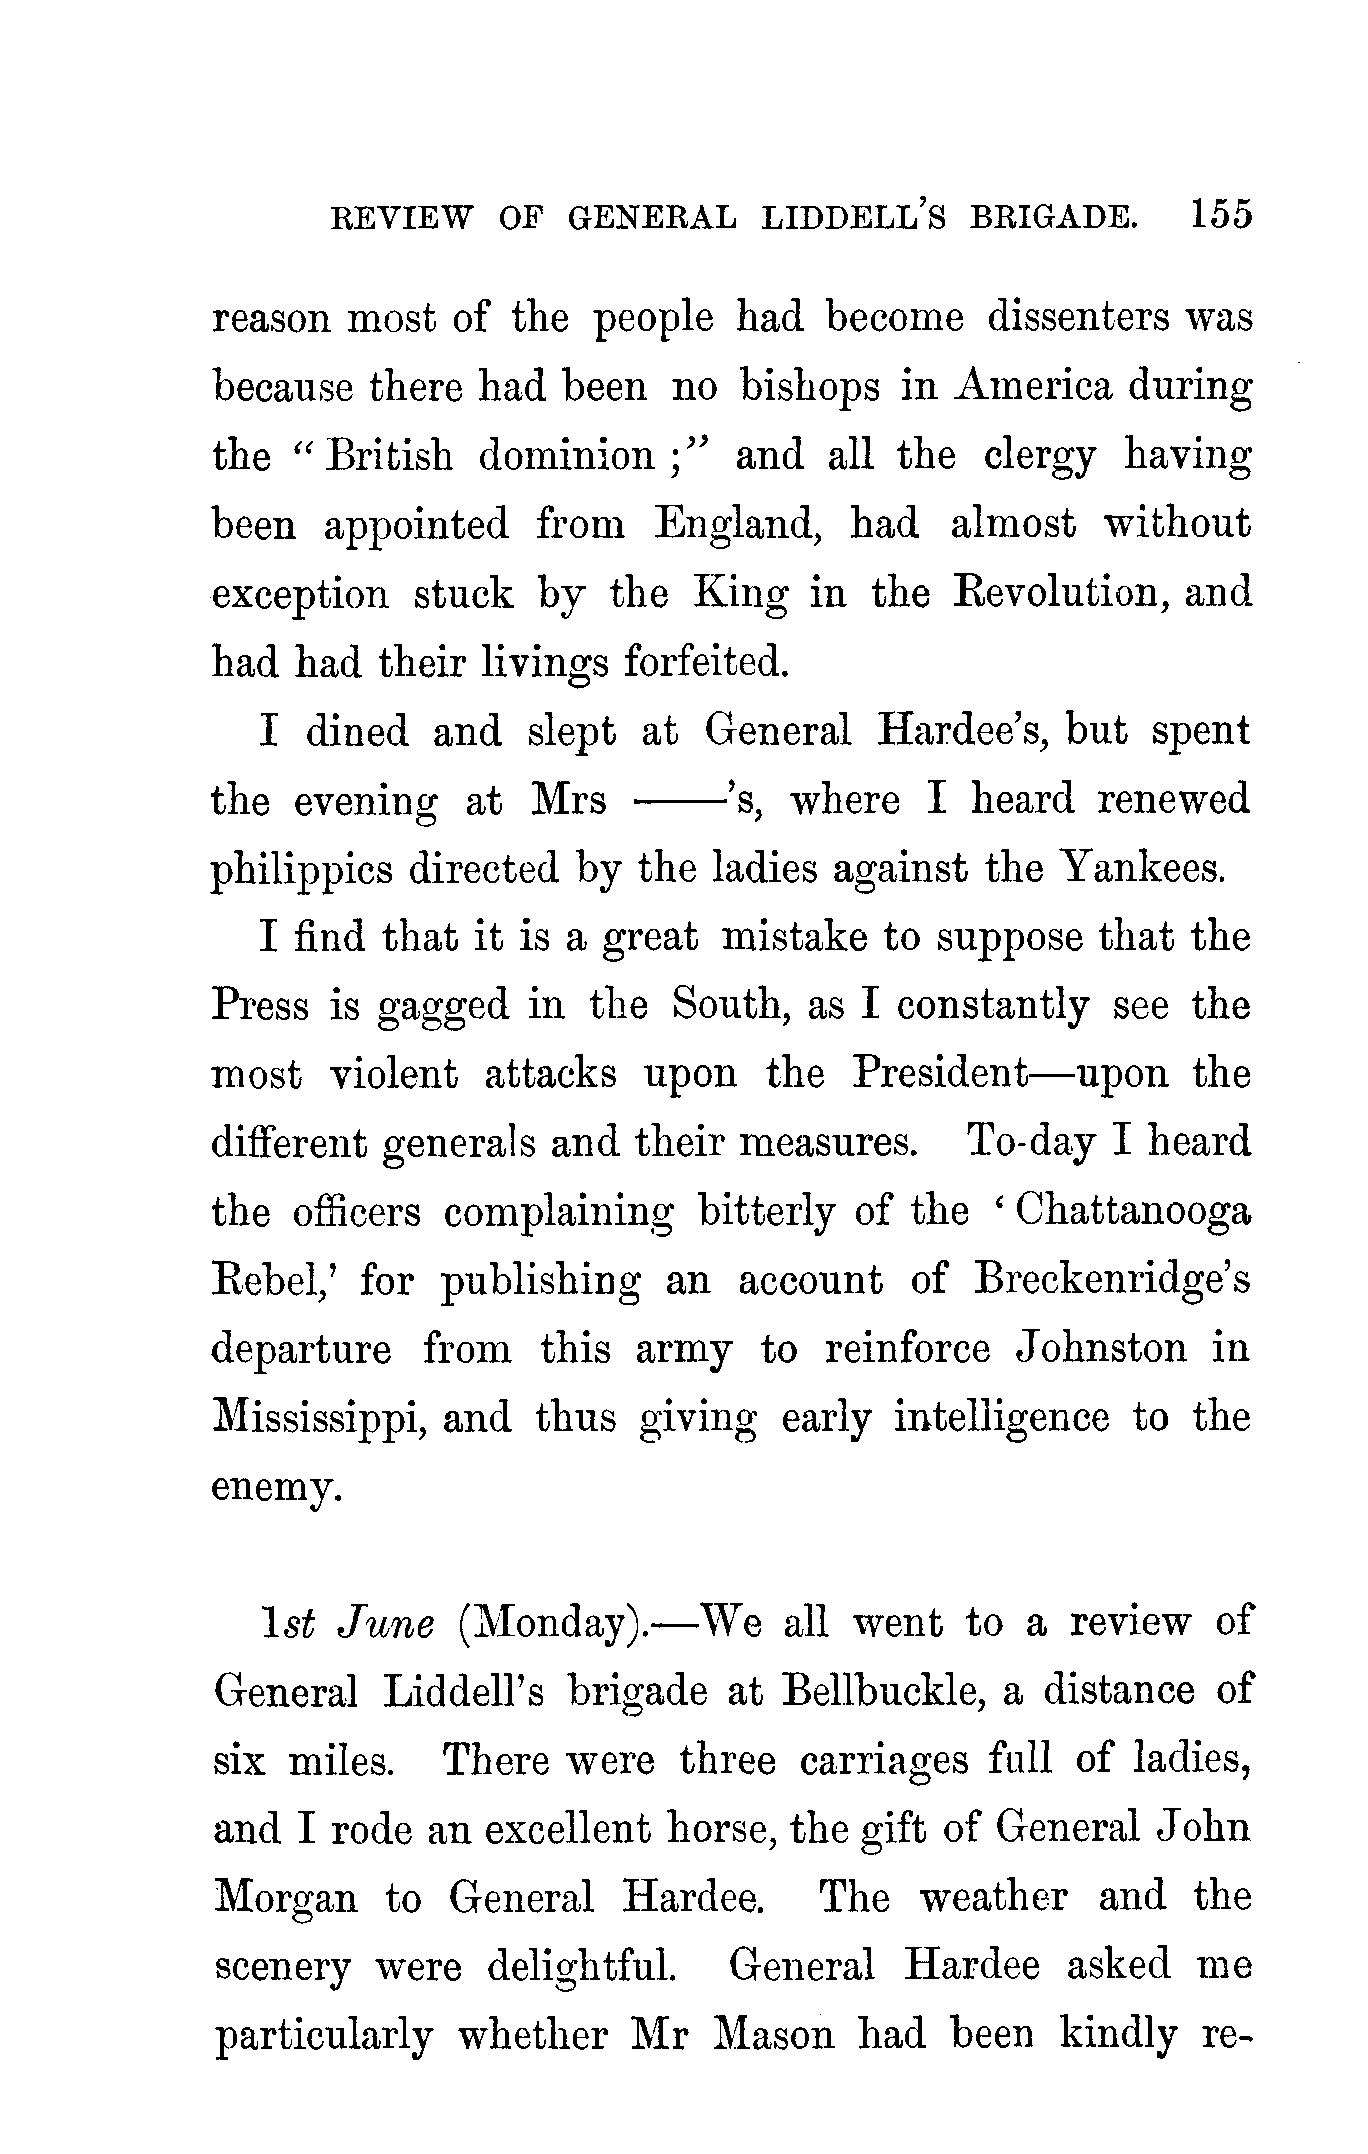 REVIEW OF GENERAL LIDDELL'S BRIGADE. 155
reason most of the people had become dissenters was
because there had been no bishops in America during
the “ British dominion ;” and all the clergy having
been appointed from England, had almost without
exception stuck by the King in the Revolution, and
had had their livings forfeited.
I dined and slept at General Hardee's, but spent
the evening at Mrs ——'s, where I heard renewed
philippics directed by the ladies against the Yankees.
I find that it is a great mistake to suppose that the
Press is gagged in the South, as I constantly see the
most violent attacks upon the President—upon the
different generals and their measures. To-day I heard
the officers complaining bitterly of the ‘ Chattanooga
Rebel,’ for publishing an account of Breckenridge's
departure from this army to reinforce Johnston in
Mississippi, and thus giving early intelligence to the
enemy.
1st June (Monday).—We all went to a review of
General Liddell's brigade at Bellbuckle, a distance of
six miles. There were three carriages full of ladies,
and I rode an excellent horse, the gift of General John
Morgan to General Hardee. The weather and the
scenery were delightful. General Hardee asked me
particularly whether Mr Mason had been kindly re-